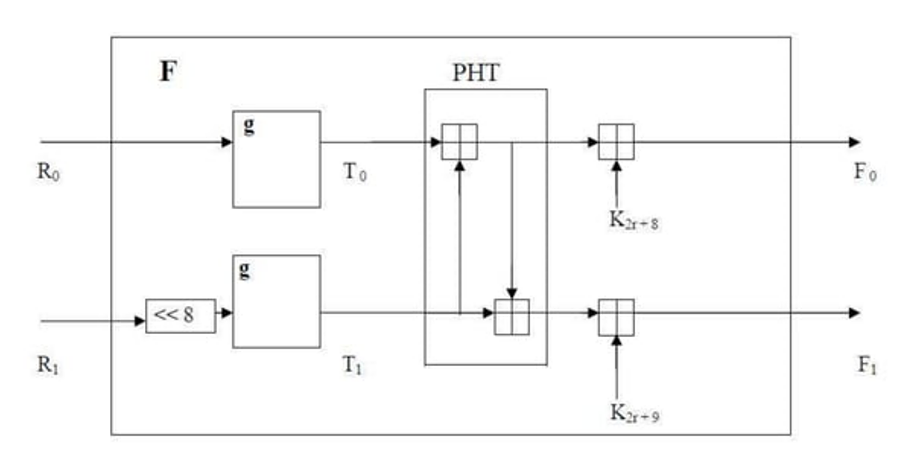 F
PHT
g
R₀
T₀
F₀
K₂ᵣ₊₈
g
<< 8
R₁
T₁
F₁
K₂ᵣ₊₉